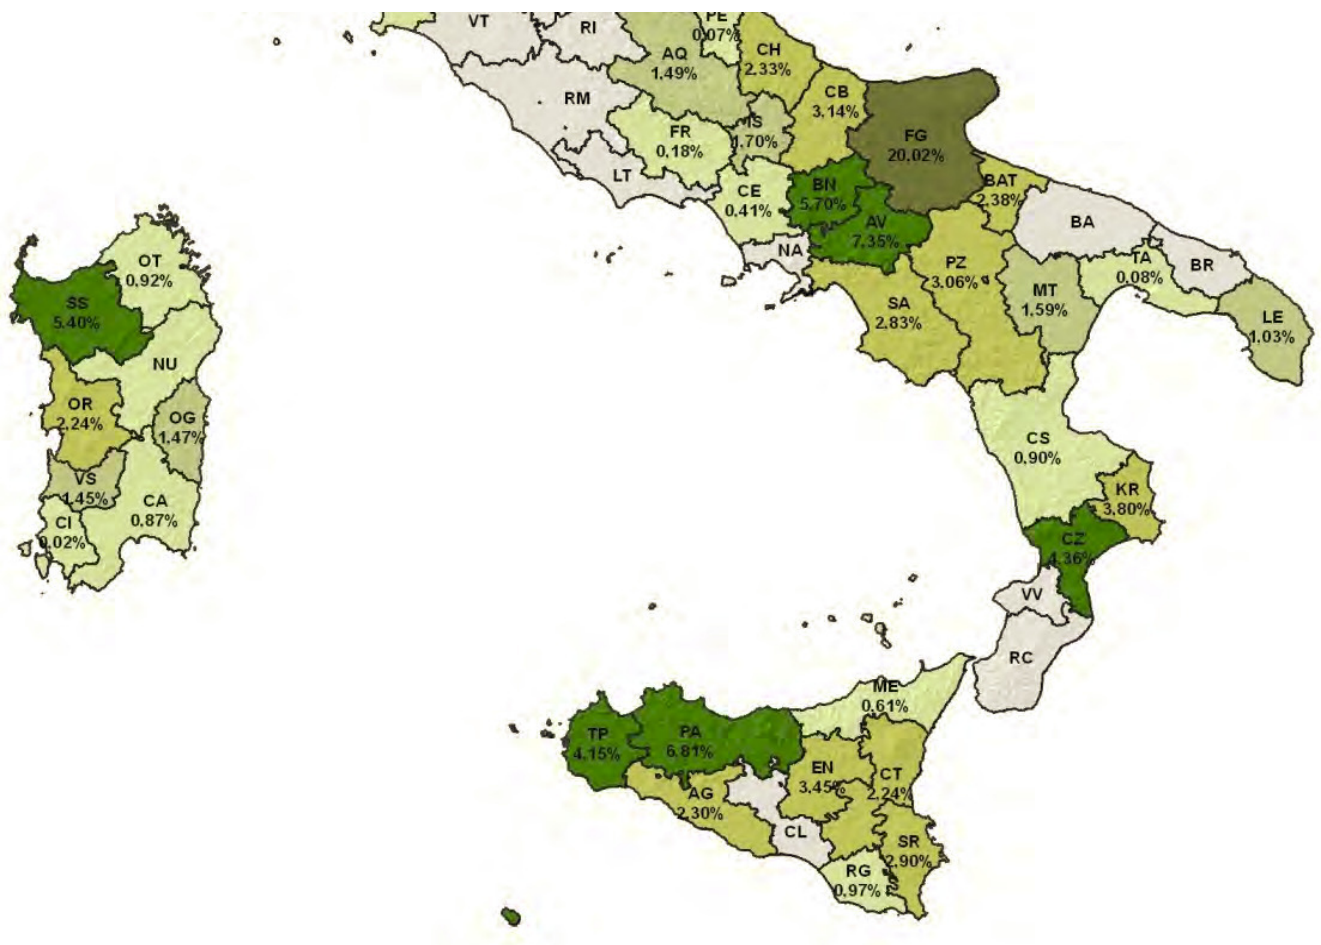 VT
RI
PE
0.07%
AQ
1.49%
CH
2.33%
RM
CB
3.14%
FR
0.18%
IS
1.70%
FG
20.02%
LT
CE
0.41%
BN
5.70%
BAT
2.38%
AV
7.35%
BA
NA
PZ
3.06%
TA
0.08%
BR
OT
0.92%
SS
5.40%
SA
2.83%
MT
1.59%
LE
1.03%
NU
OR
2.24%
OG
1.47%
CS
0.90%
VS
1.45%
CA
0.87%
KR
3.80%
CI
0.02%
CZ
4.36%
VV
RC
ME
0.61%
TP
4.15%
PA
6.81%
EN
3.45%
CT
2.24%
AG
2.30%
CL
SR
2.90%
RG
0.97%